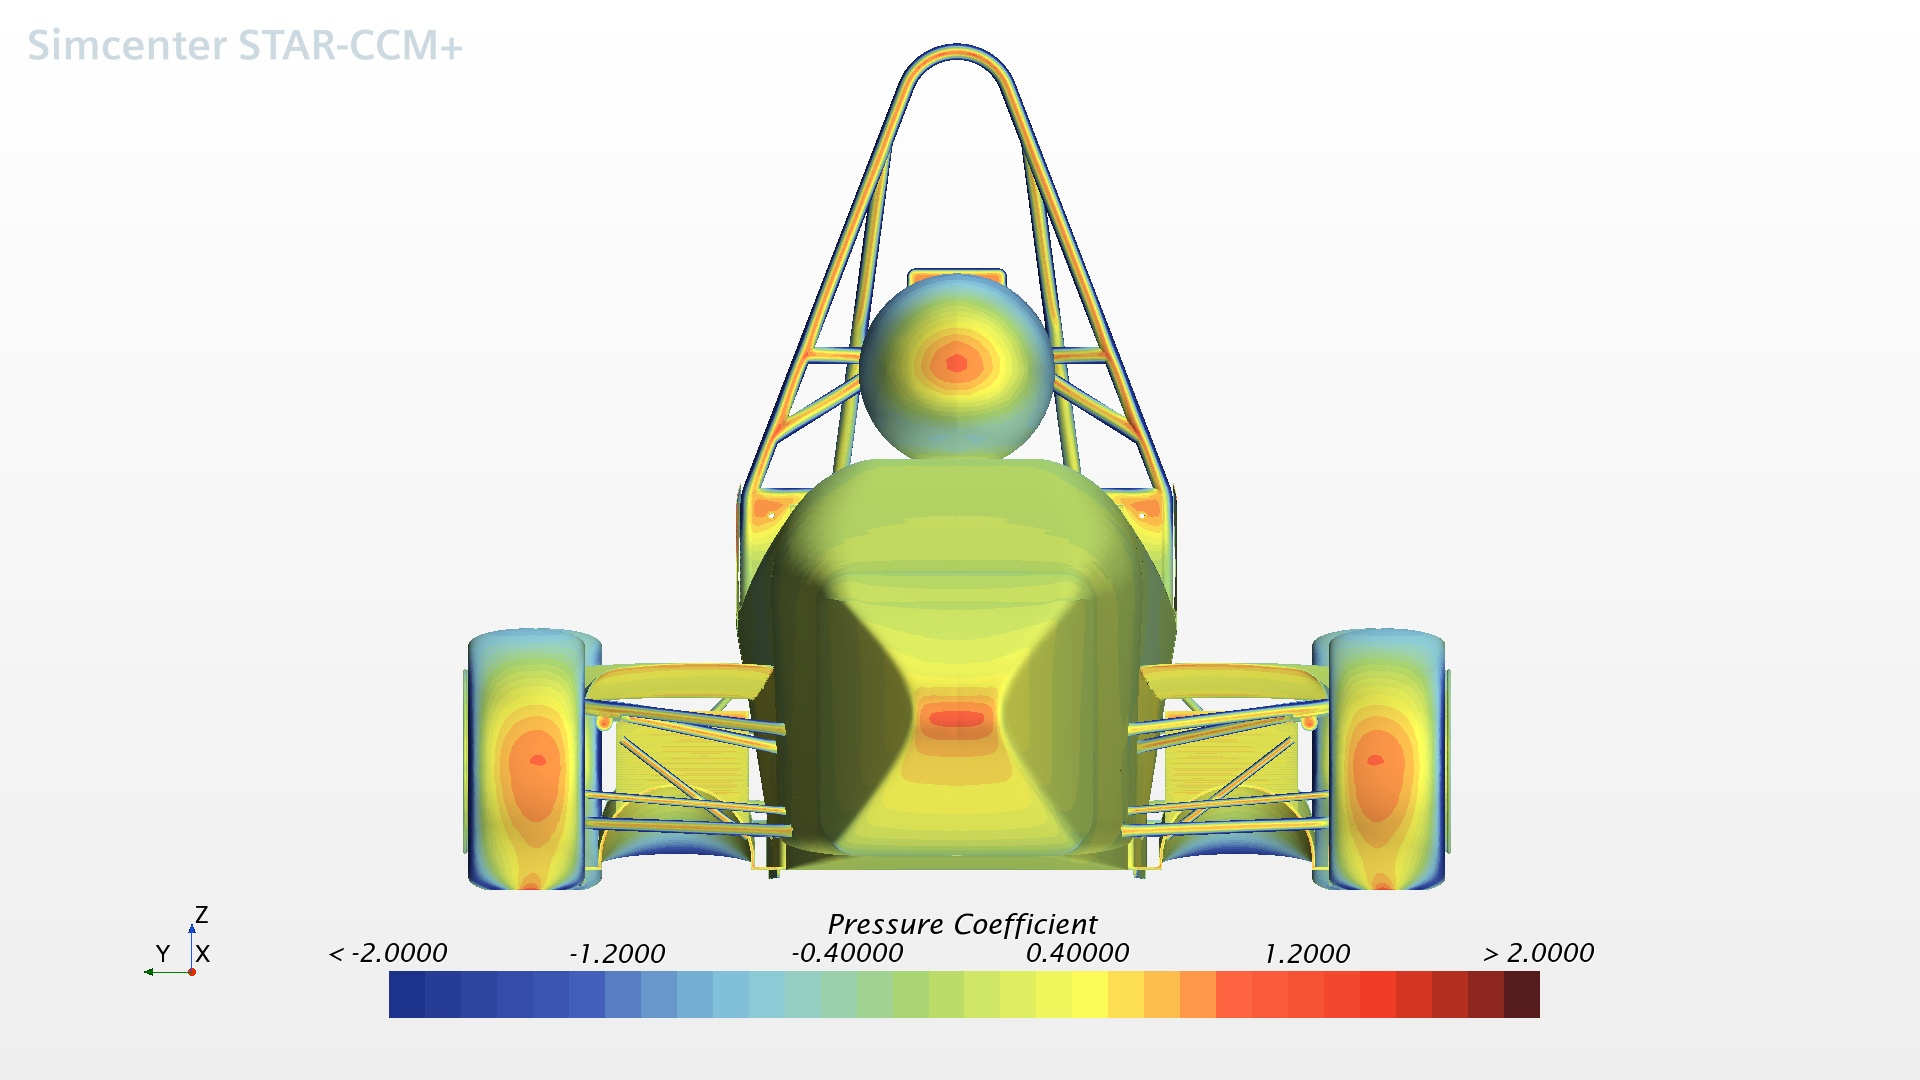 Simcenter STAR-CCM+
Z
Y X
Pressure Coefficient
< -2.0000 -1.2000 -0.40000 0.40000 1.2000 > 2.0000